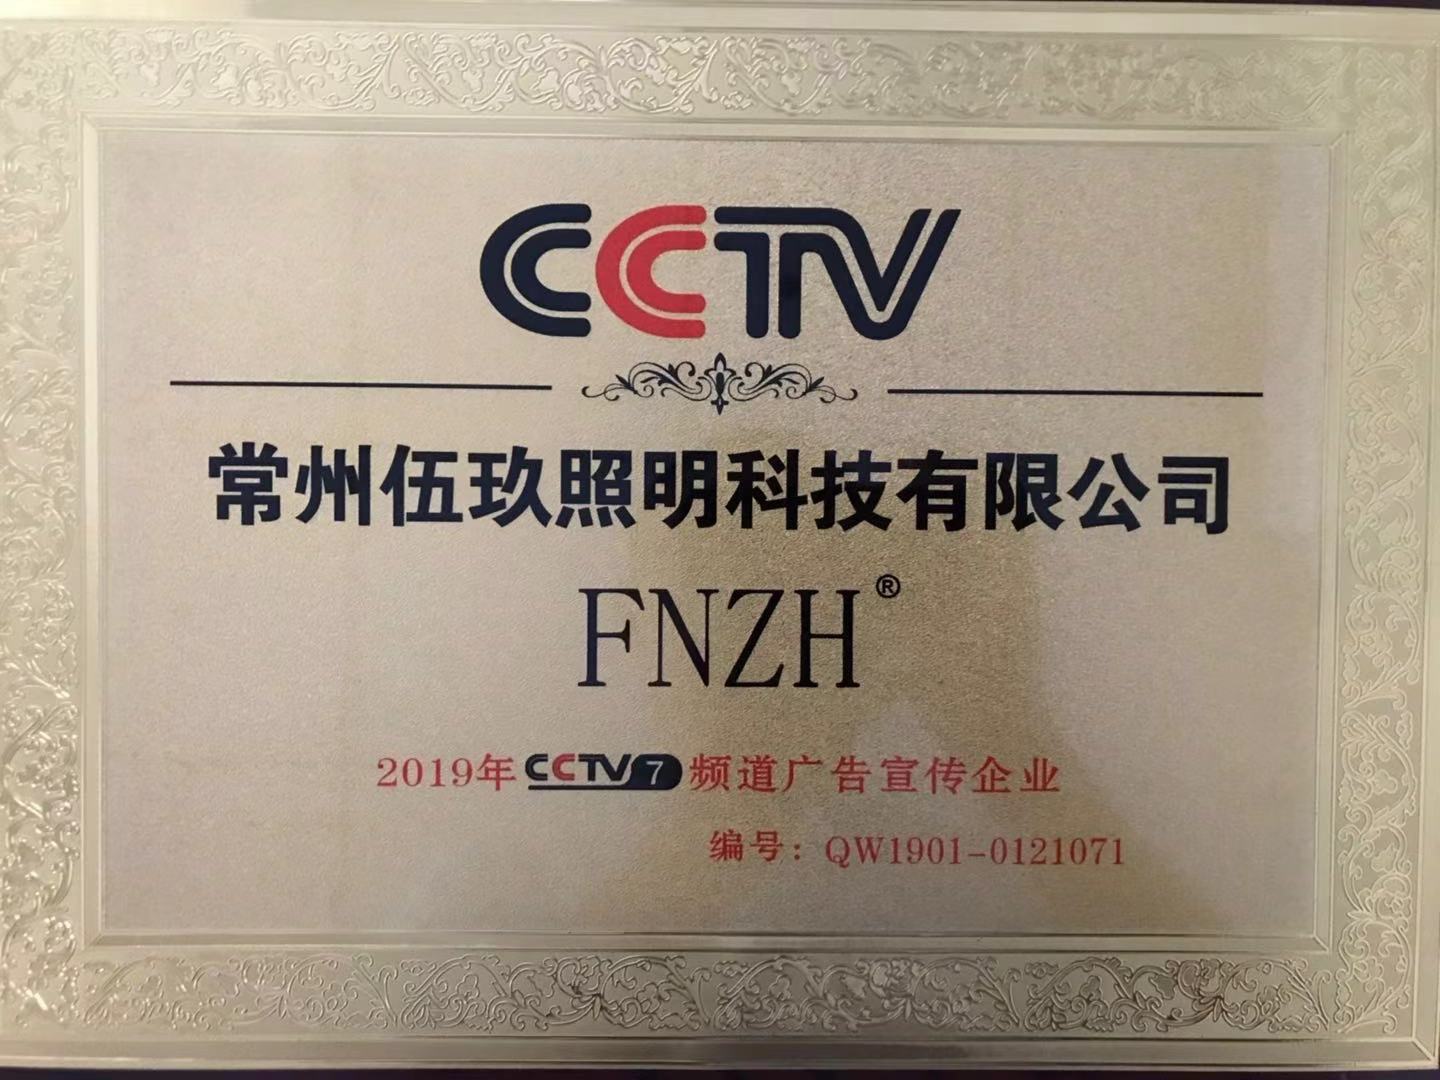 CCTV
常州伍玖照明科技有限公司
FNZH®
2019年CCTV7频道广告宣传企业
编号：QW1901-0121071